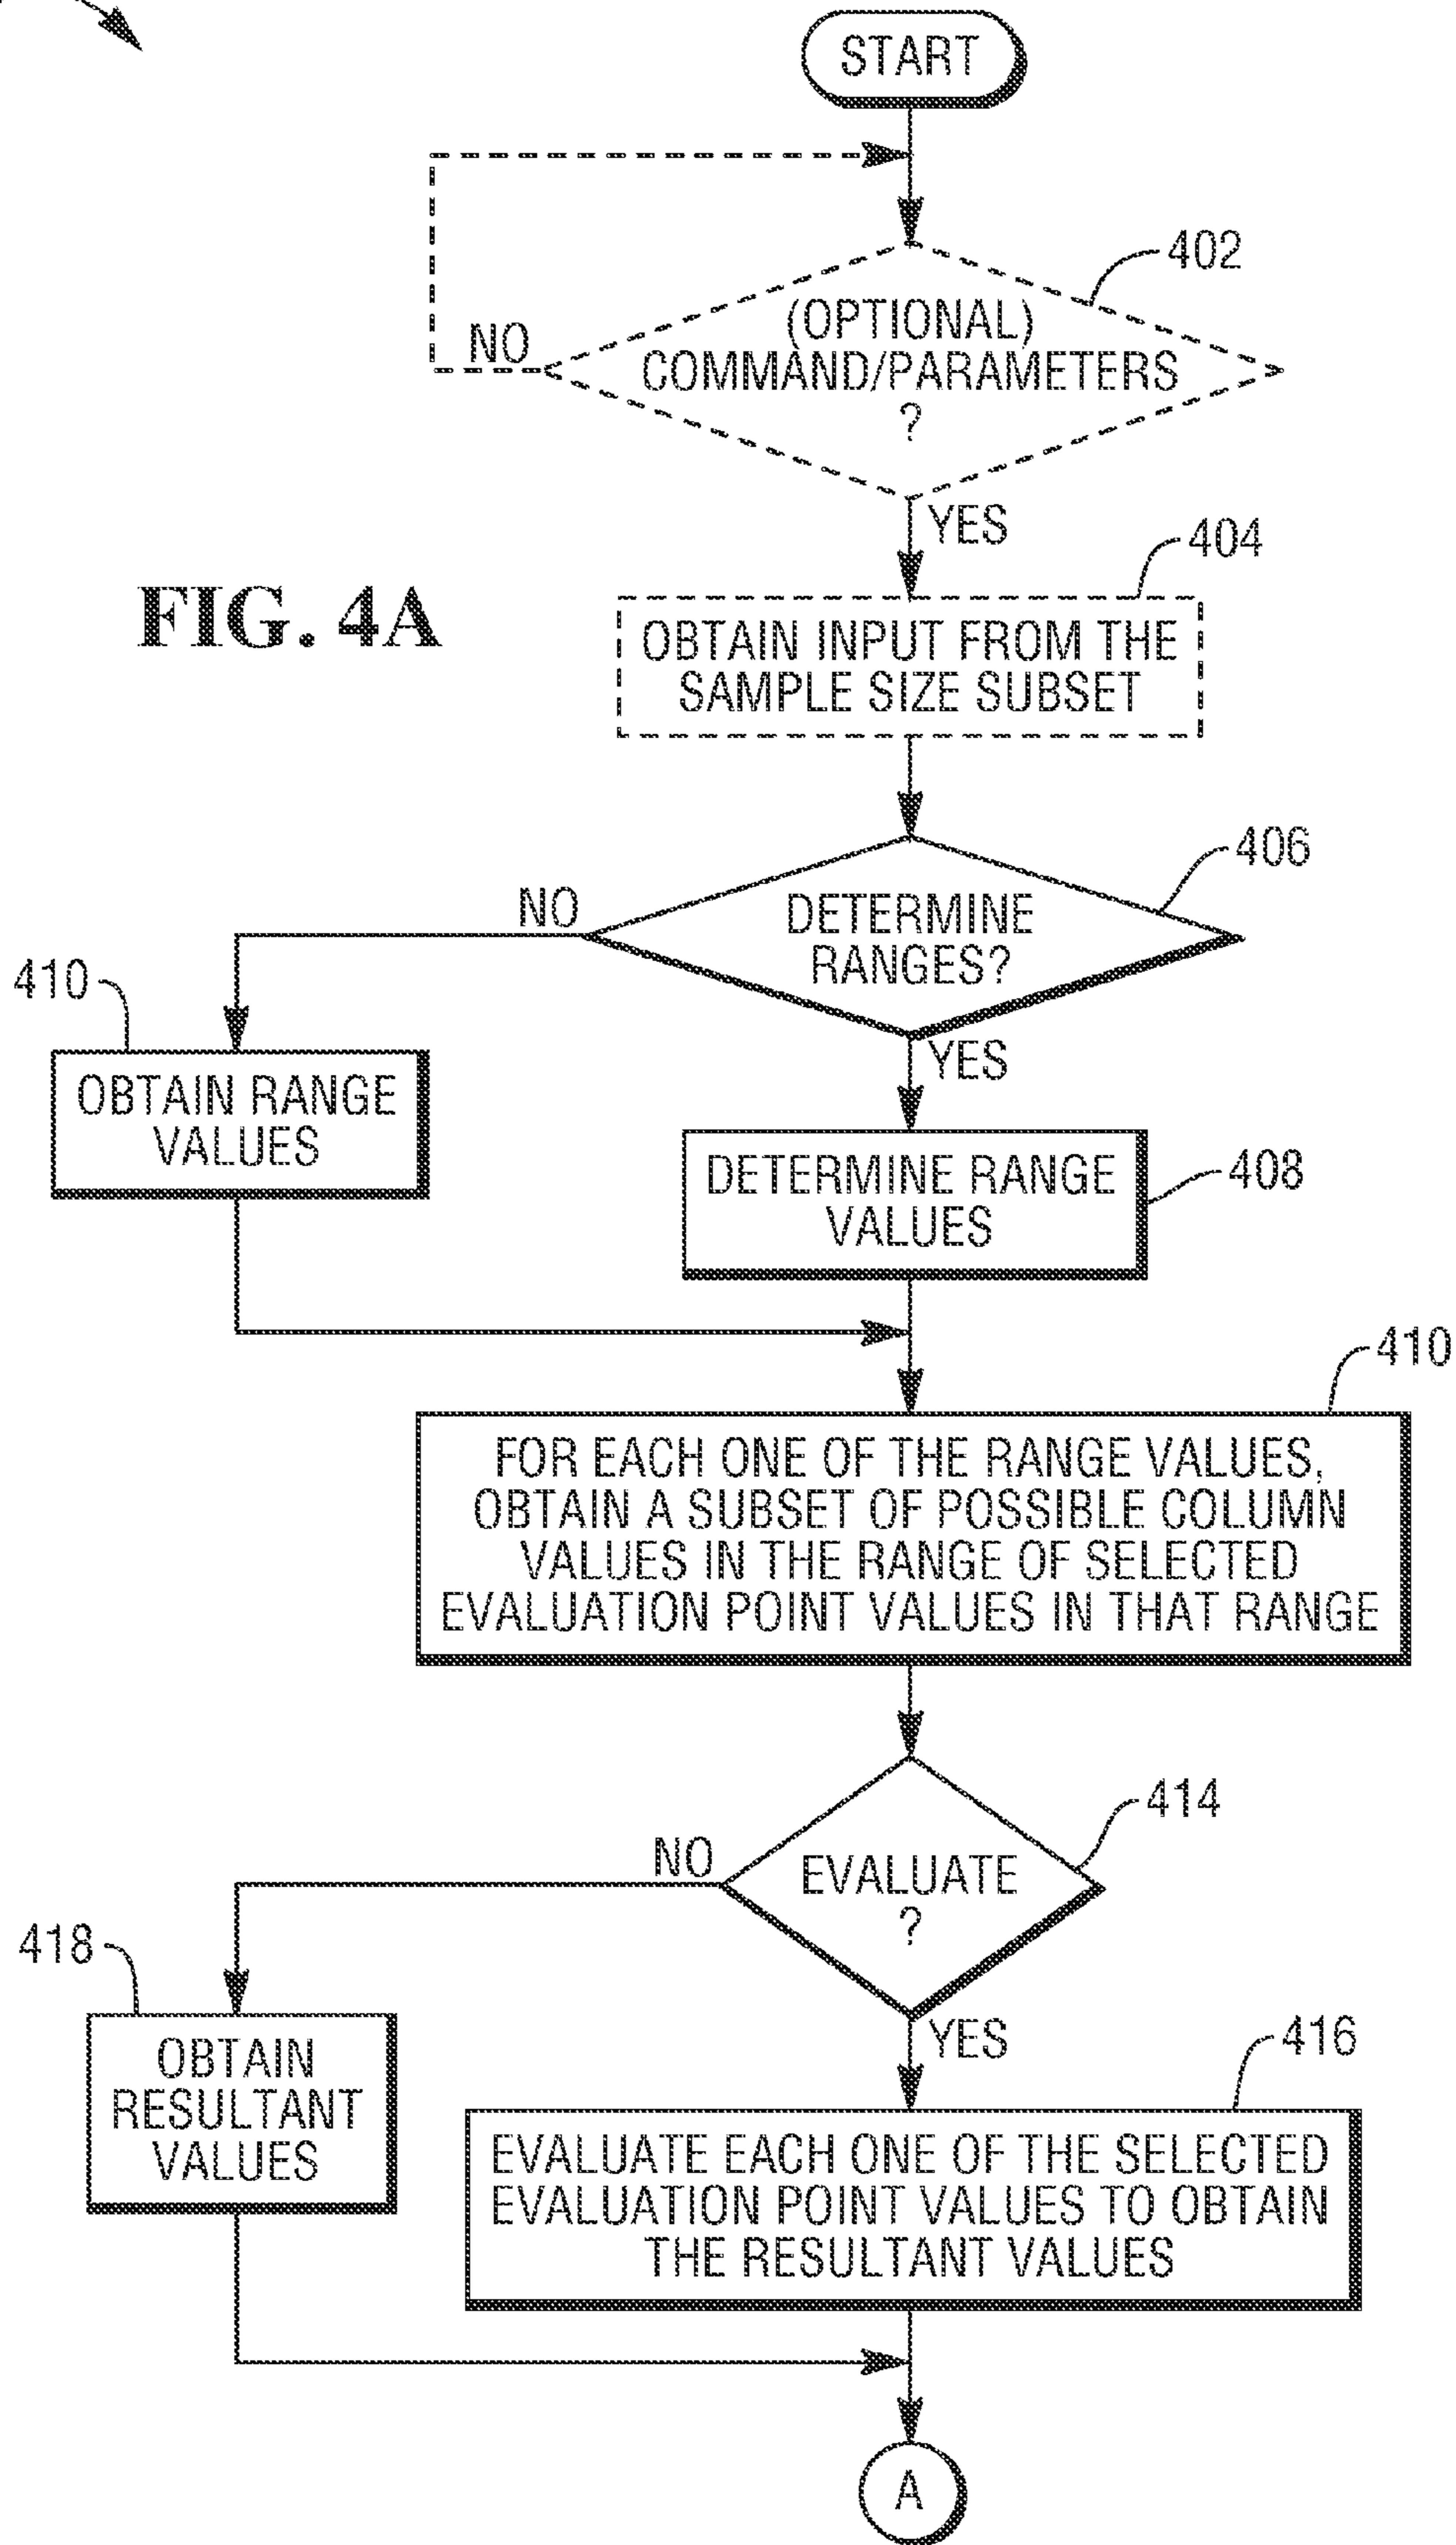 START
402
(OPTIONAL)
COMMAND/PARAMETERS
?
NO
YES
404
FIG. 4A
OBTAIN INPUT FROM THE
SAMPLE SIZE SUBSET
406
NO
DETERMINE
RANGES?
410
YES
OBTAIN RANGE
VALUES
408
DETERMINE RANGE
VALUES
410
FOR EACH ONE OF THE RANGE VALUES,
OBTAIN A SUBSET OF POSSIBLE COLUMN
VALUES IN THE RANGE OF SELECTED
EVALUATION POINT VALUES IN THAT RANGE
414
NO
EVALUATE
?
418
YES
416
OBTAIN
RESULTANT
VALUES
EVALUATE EACH ONE OF THE SELECTED
EVALUATION POINT VALUES TO OBTAIN
THE RESULTANT VALUES
A